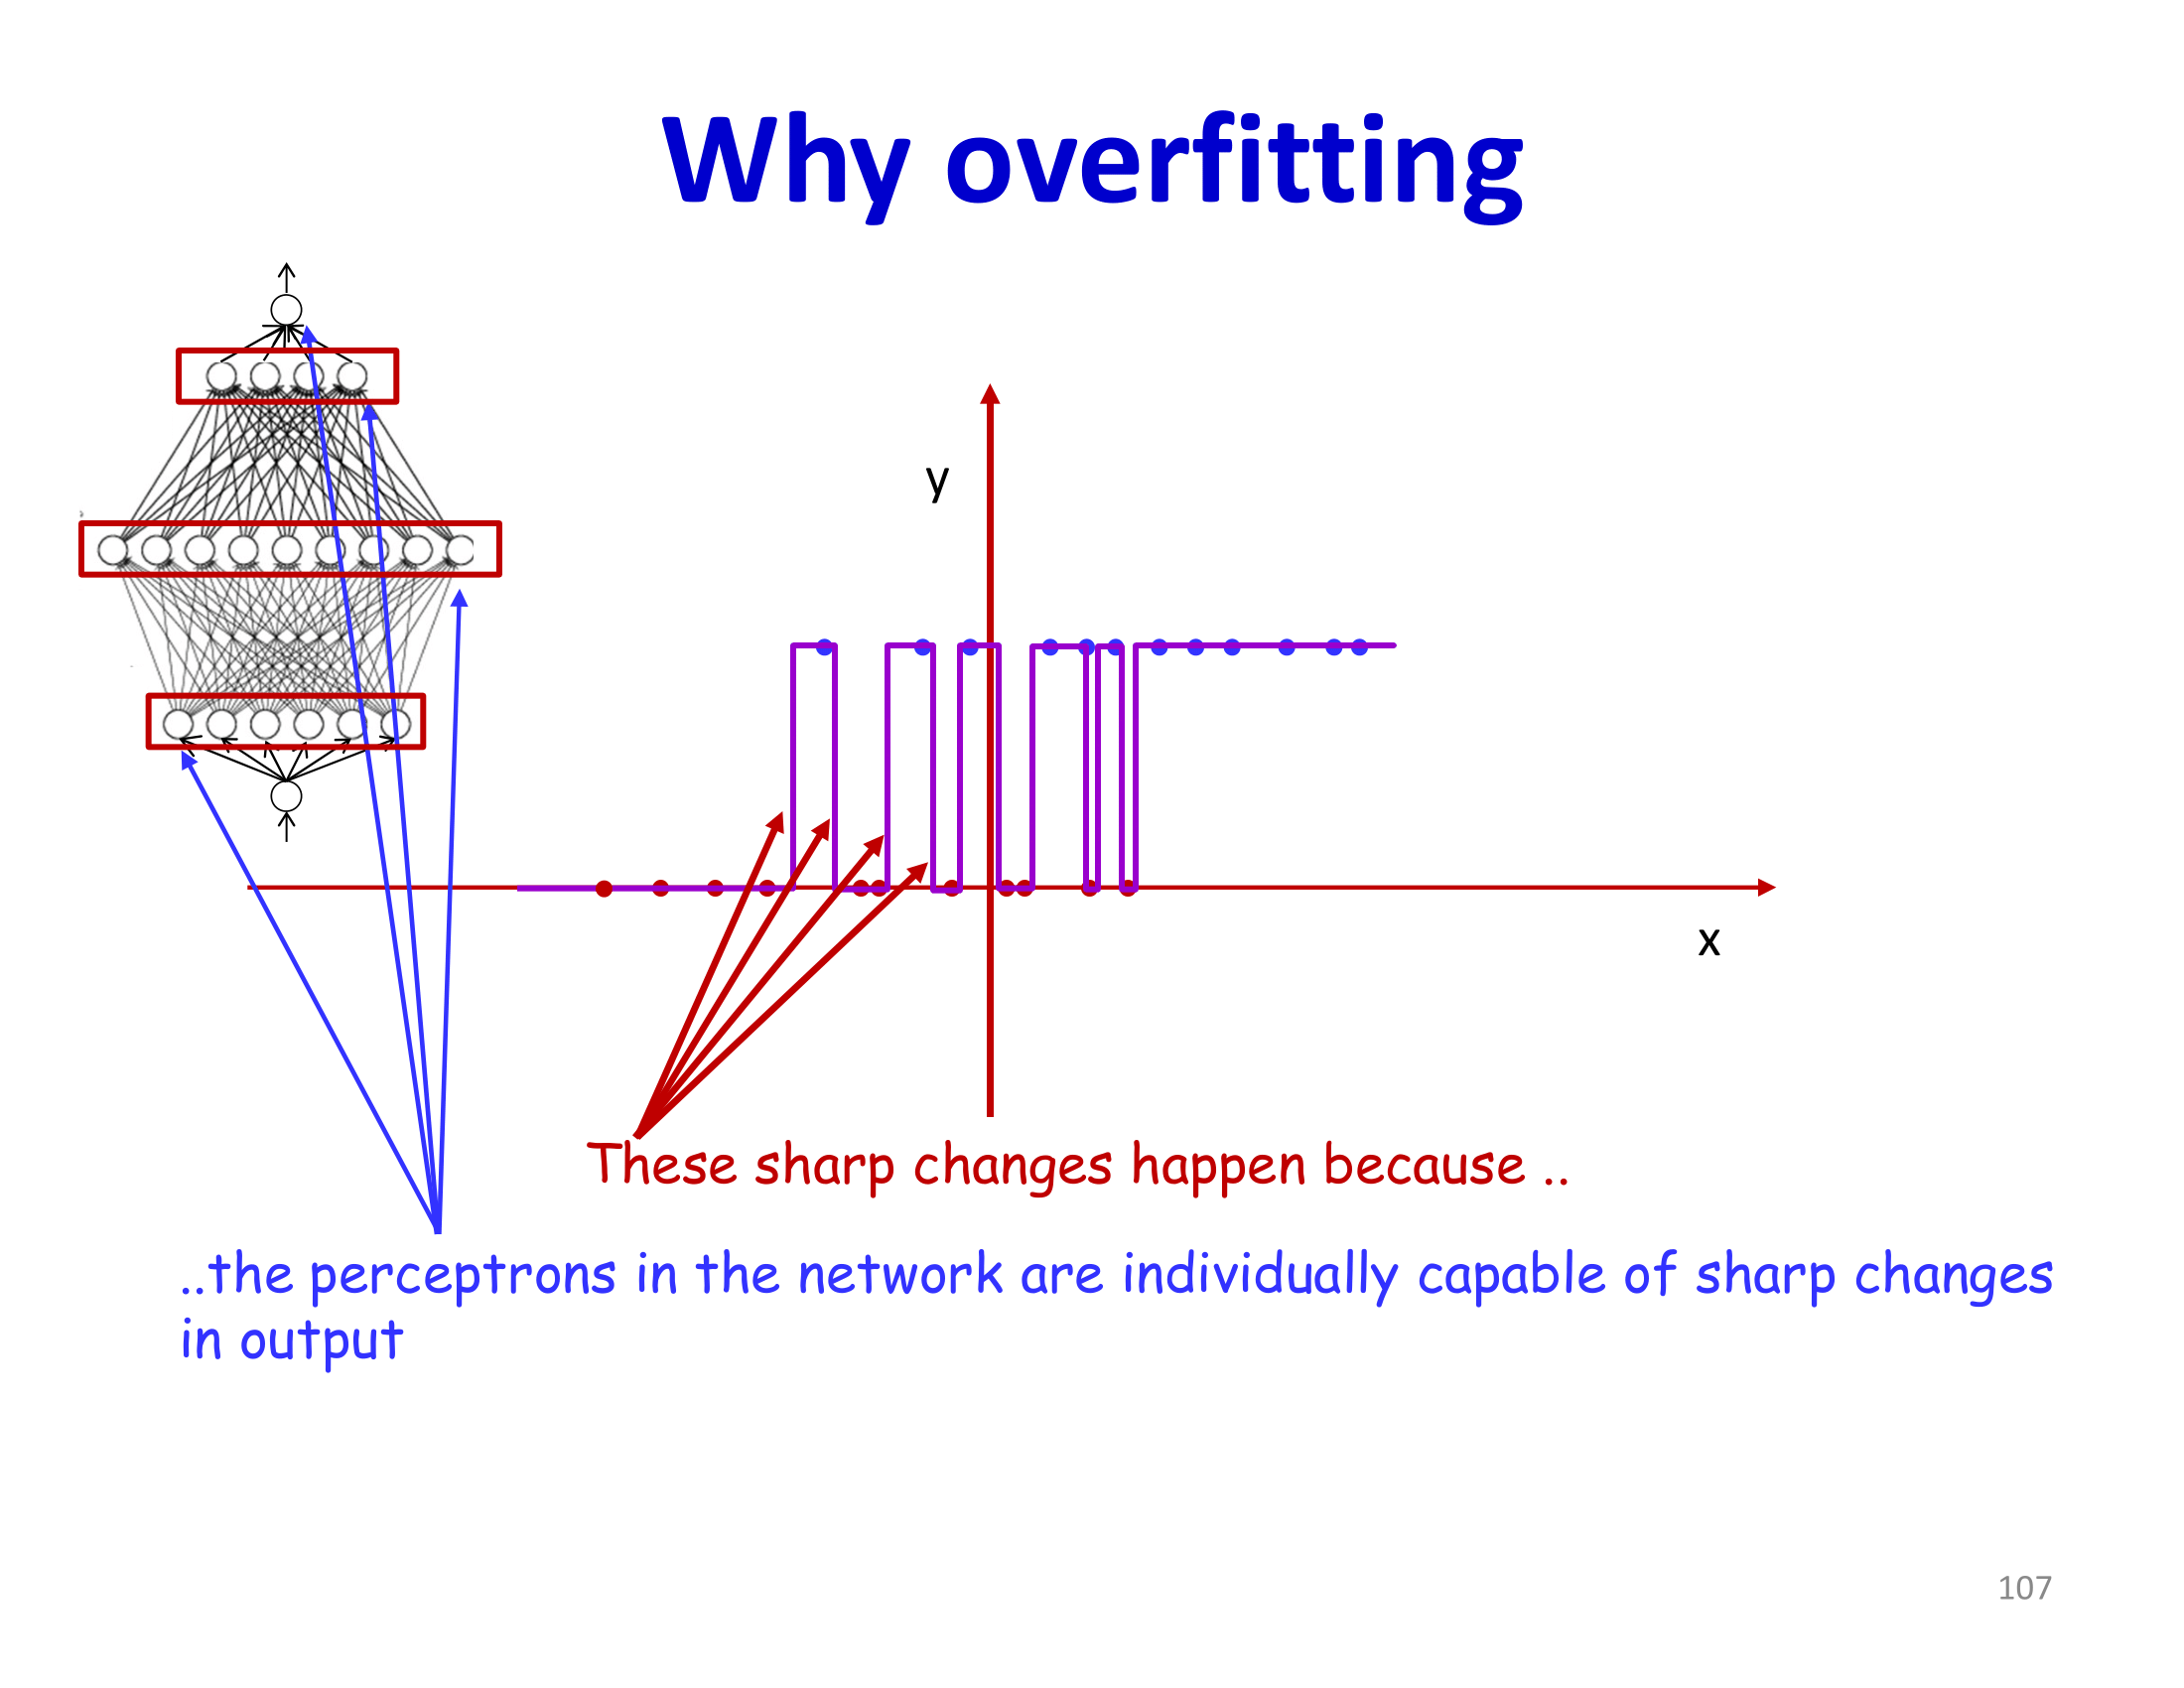 Why overfitting
y
x
These sharp changes happen because ..
..the perceptrons in the network are individually capable of sharp changes
in output
107